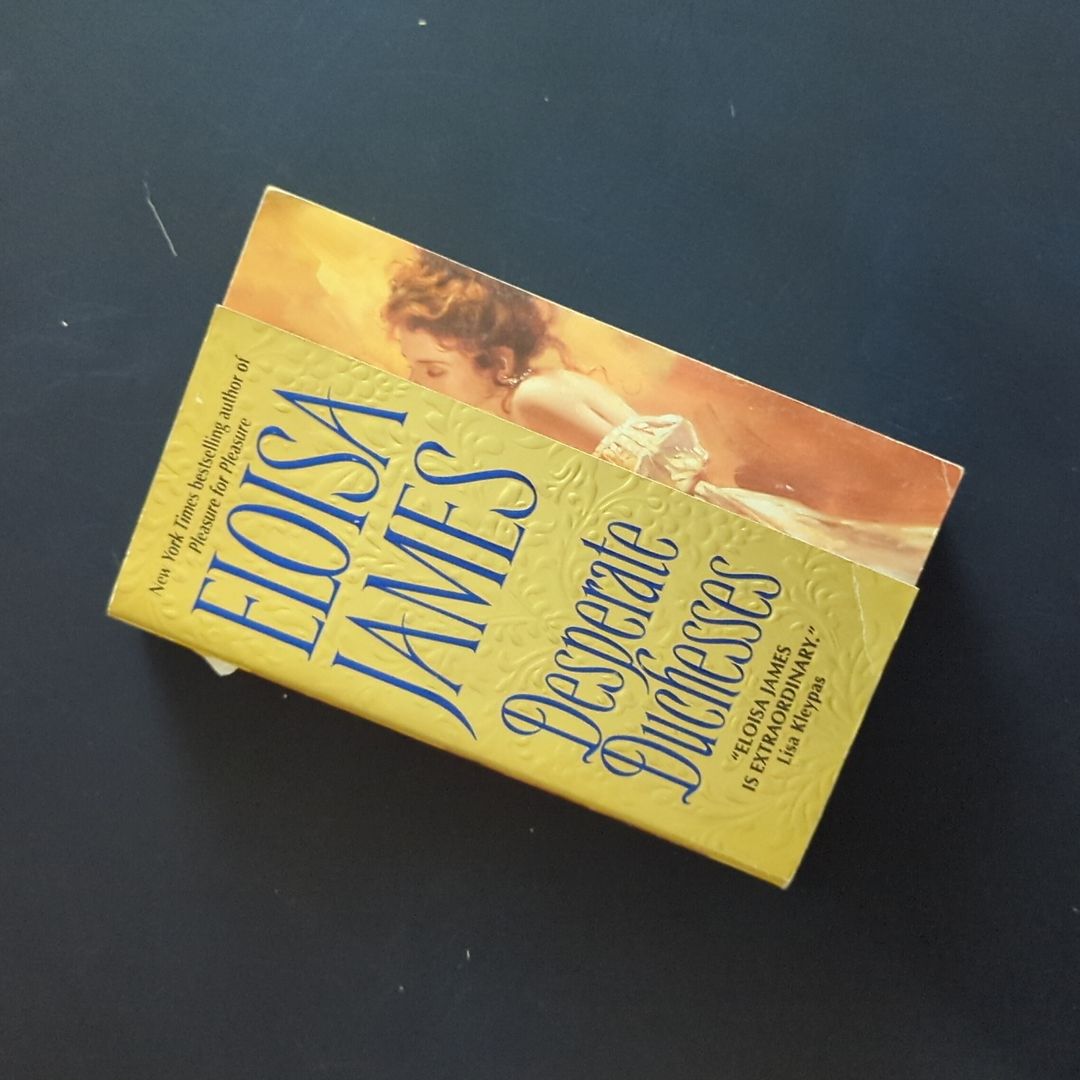 New York Times bestselling author of
Pleasure for Pleasure
ELOISA
JAMES
Desperate
Duchesses
“ELOISA JAMES
IS EXTRAORDINARY.”
Lisa Kleypas